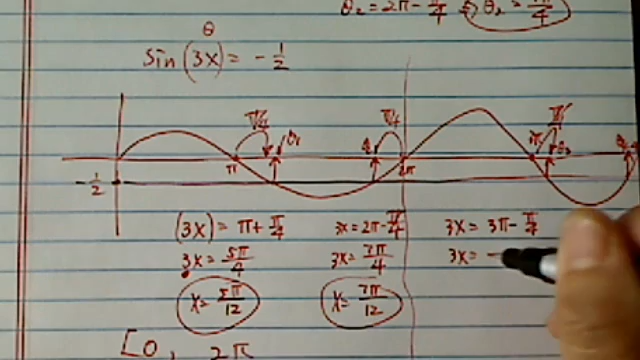 θ₂ = 2π - π/4 ⇒ θ₂ = 7π/4
θ
sin(3x) = -1/2
π/4 θ₁ π/4 π/4
π 2π
-1/2
(3x) = π + π/4 3x = 2π - π/4 3x = 3π - π/4
3x = 5π/4 3x = 7π/4 3x = -
x = 5π/12 x = 7π/12
[0, 2π